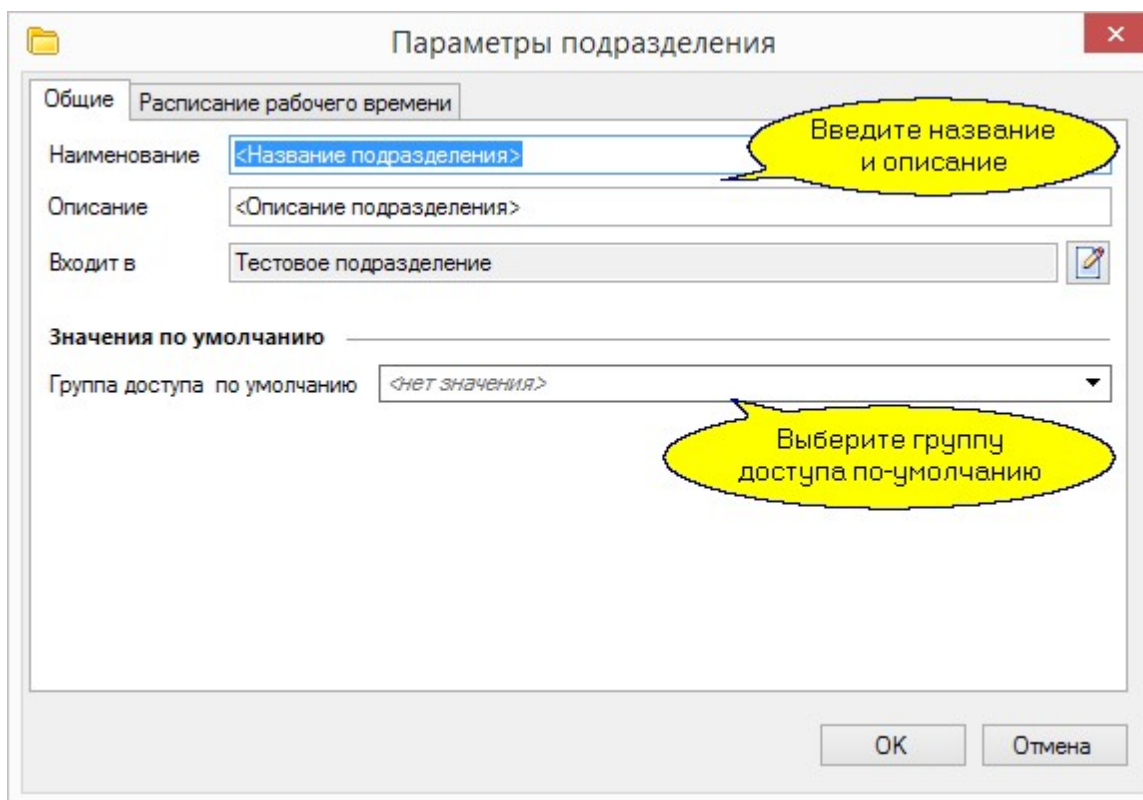 Параметры подразделения
Общие
Расписание рабочего времени
Наименование
<Название подразделения>
Введите название
и описание
Описание
<Описание подразделения>
Входит в
Тестовое подразделение
Значения по умолчанию
Группа доступа по умолчанию
<нет значения>
Выберите группу
доступа по-умолчанию
OK
Отмена